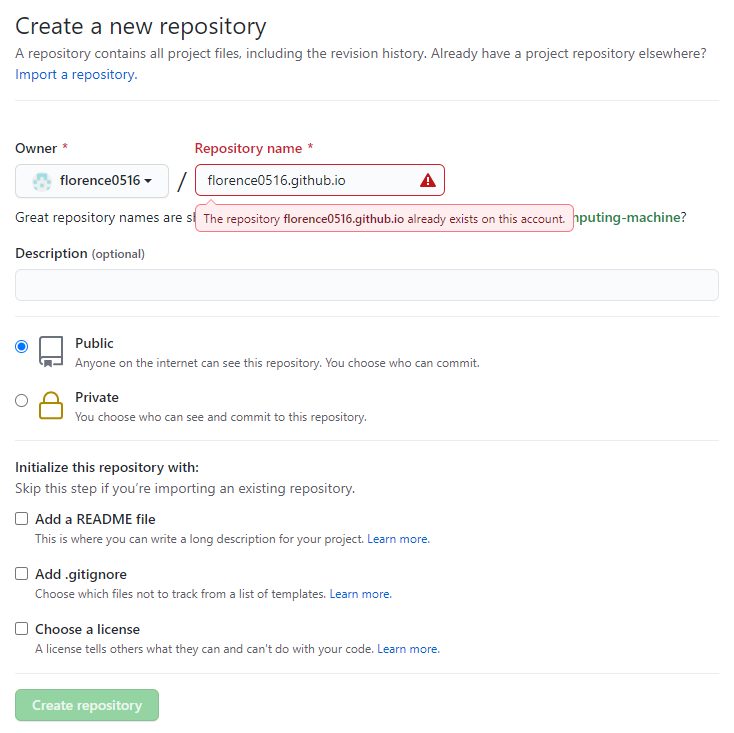 Create a new repository
A repository contains all project files, including the revision history. Already have a project repository elsewhere?
Import a repository.
Owner *
Repository name *
florence0516
/
florence0516.github.io
Great repository names are
The repository florence0516.github.io already exists on this account.
-machine?
Description (optional)
Public
Anyone on the internet can see this repository. You choose who can commit.
Private
You choose who can see and commit to this repository.
Initialize this repository with:
Skip this step if you're importing an existing repository.
Add a README file
This is where you can write a long description for your project. Learn more.
Add .gitignore
Choose which files not to track from a list of templates. Learn more.
Choose a license
A license tells others what they can and can't do with your code. Learn more.
Create repository